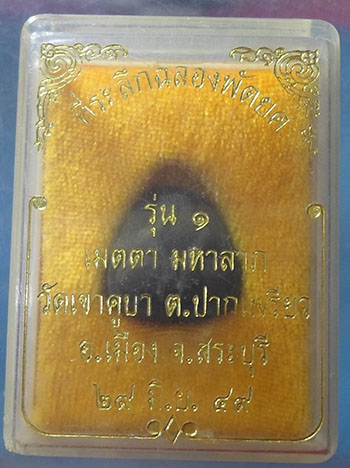 ที่ระลึกฉลองพัดยศ
รุ่น ๑
เมตตา มหาลาภ
วัดเขาคูบา ต.ปากเพรียว
อ.เมือง จ.สระบุรี
๒๙ ต.ค. ๔๙